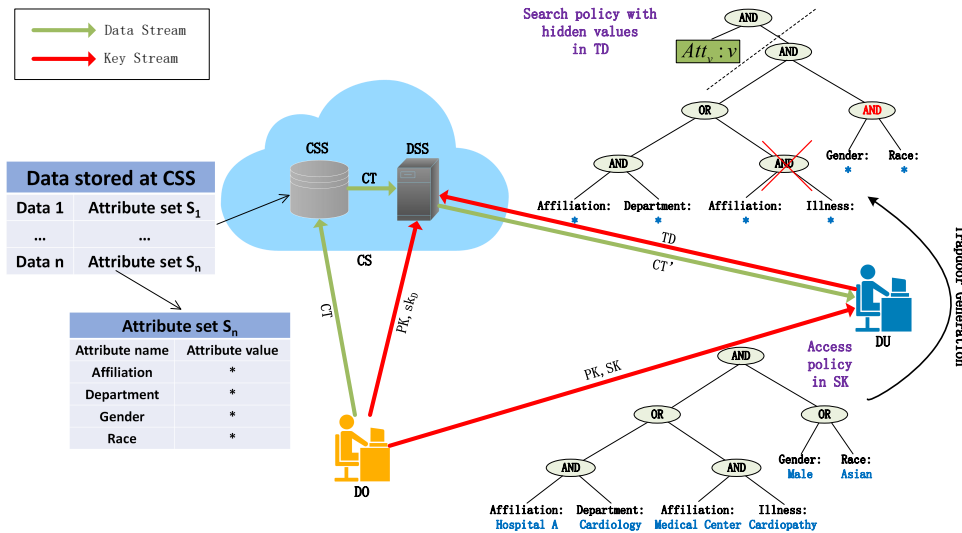 Data Stream
Key Stream
Search policy with
hidden values
in TD
AND
Att_v : v
AND
OR
AND
AND
AND
Gender:
*
Race:
*
Affiliation:
*
Department:
*
Affiliation:
*
Illness:
*
CSS
DSS
CT
CS
Data stored at CSS
Data 1 Attribute set S1
... ...
Data n Attribute set Sn
Attribute set Sn
Attribute name Attribute value
Affiliation *
Department *
Gender *
Race *
CT
PK, skD
TD
CT'
PK, SK
DO
DU
Trapdoor Generation
Access
policy
in SK
AND
OR
OR
AND
AND
Gender:
Male
Race:
Asian
Affiliation:
Hospital A
Department:
Cardiology
Affiliation:
Medical Center
Illness:
Cardiopathy